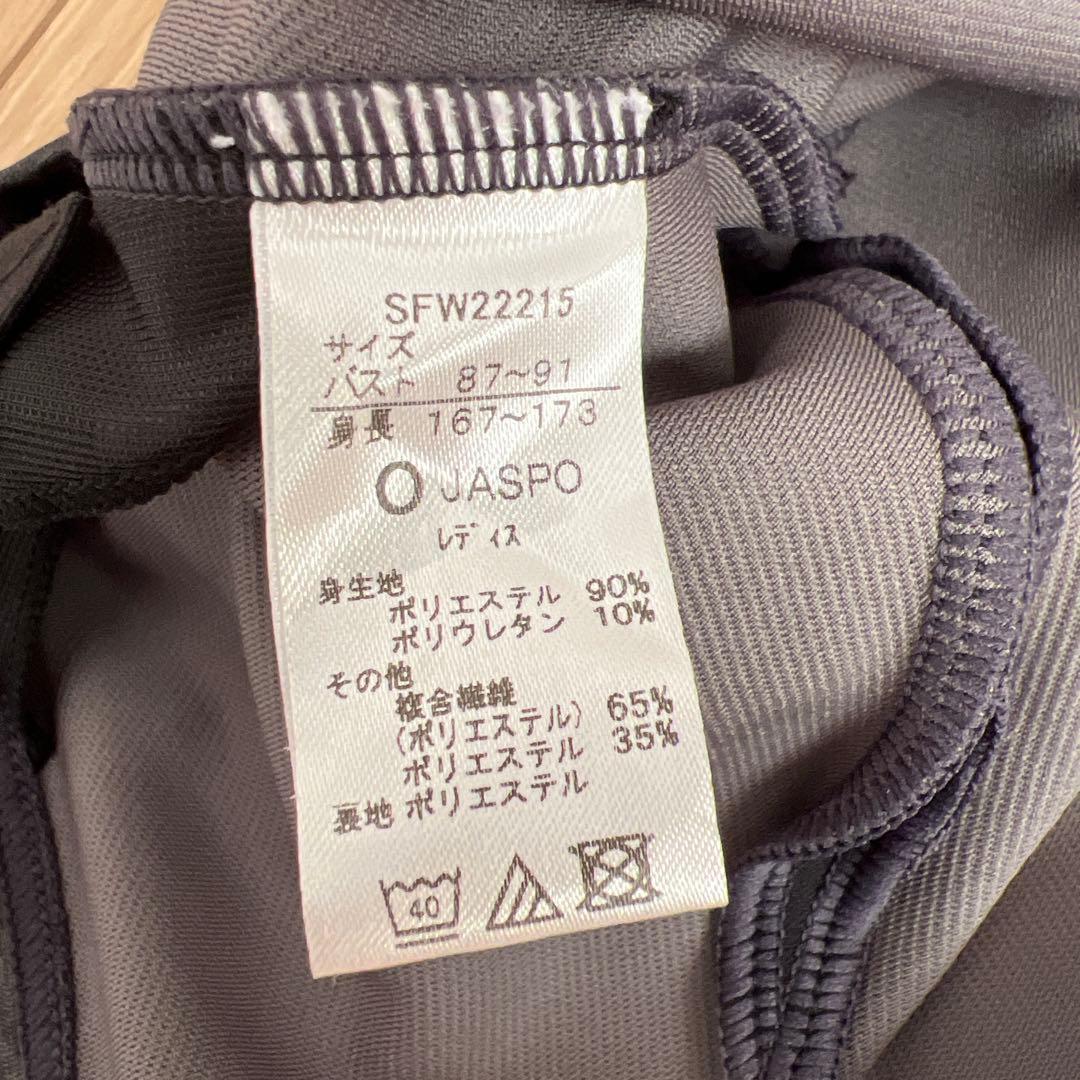 SFW22215
サイズ
バスト 87~91
身長 167~173
O JASPO
レディス
身生地
ポリエステル 90%
ポリウレタン 10%
その他
複合繊維
(ポリエステル) 65%
ポリエステル 35%
裏地 ポリエステル
40